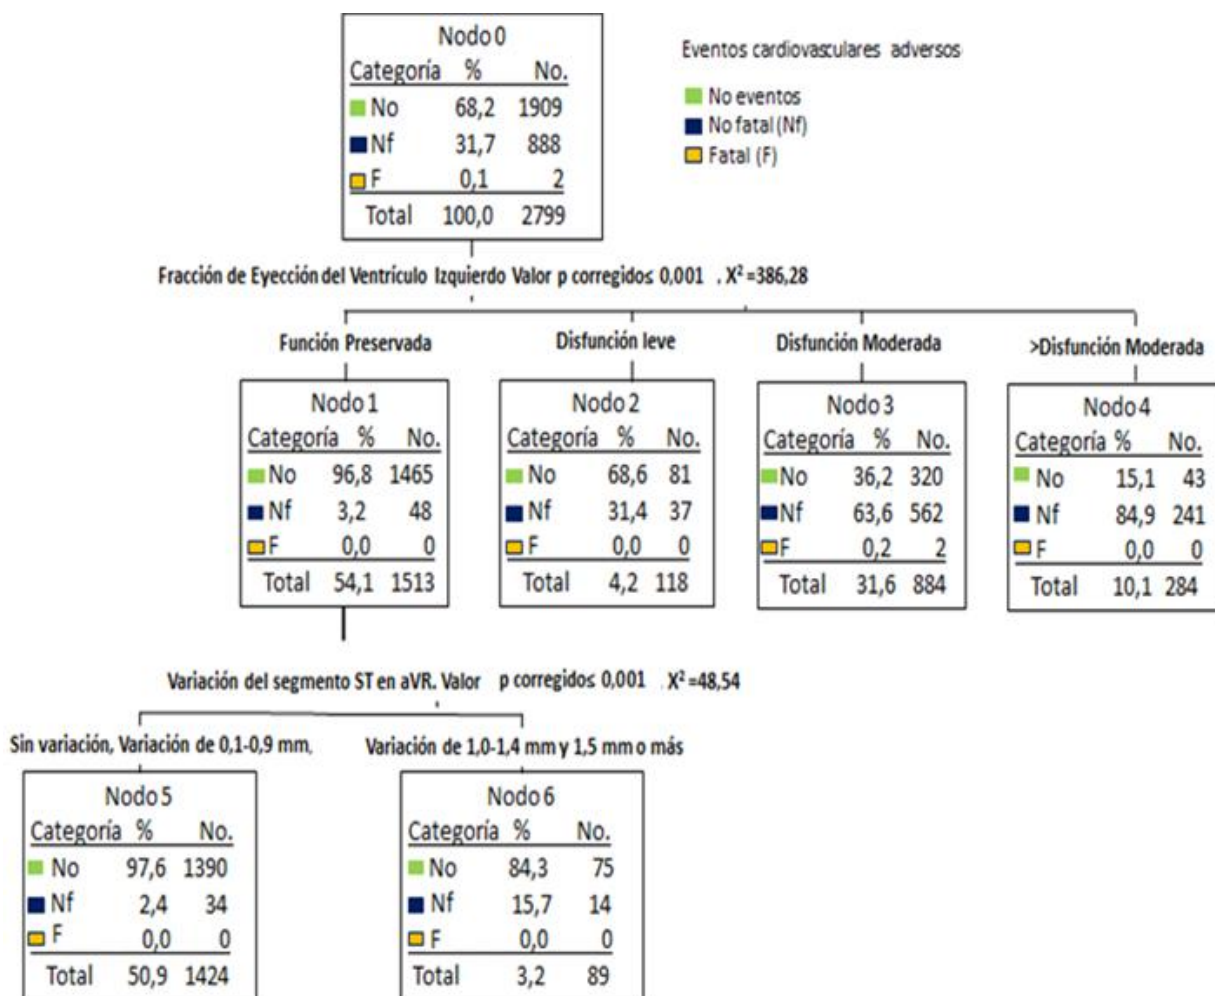 Nodo 0
Categoría % No.
No 68,2 1909
Nf 31,7 888
F 0,1 2
Total 100,0 2799
Eventos cardiovasculares adversos
No eventos
No fatal (Nf)
Fatal (F)
Fracción de Eyección del Ventrículo Izquierdo Valor p corregido≤ 0,001 . X²=386,28
Función Preservada
Disfunción leve
Disfunción Moderada
>Disfunción Moderada
Nodo 1
Categoría % No.
No 96,8 1465
Nf 3,2 48
F 0,0 0
Total 54,1 1513
Nodo 2
Categoría % No.
No 68,6 81
Nf 31,4 37
F 0,0 0
Total 4,2 118
Nodo 3
Categoría % No.
No 36,2 320
Nf 63,6 562
F 0,2 2
Total 31,6 884
Nodo 4
Categoría % No.
No 15,1 43
Nf 84,9 241
F 0,0 0
Total 10,1 284
Variación del segmento ST en aVR. Valor p corregido≤ 0,001 . X²=48,54
Sin variación, Variación de 0,1-0,9 mm,
Variación de 1,0-1,4 mm y 1,5 mm o más
Nodo 5
Categoría % No.
No 97,6 1390
Nf 2,4 34
F 0,0 0
Total 50,9 1424
Nodo 6
Categoría % No.
No 84,3 75
Nf 15,7 14
F 0,0 0
Total 3,2 89